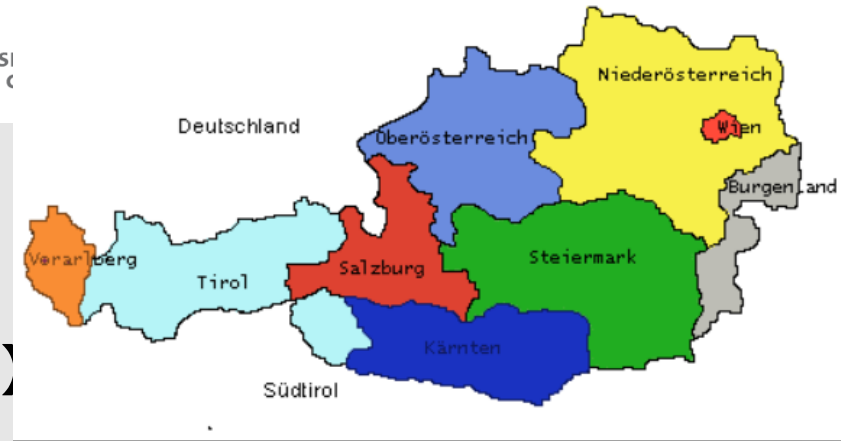 Niederösterreich
Deutschland
Oberösterreich
Wien
Burgenland
Vorarlberg
Tirol
Salzburg
Steiermark
Kärnten
Südtirol